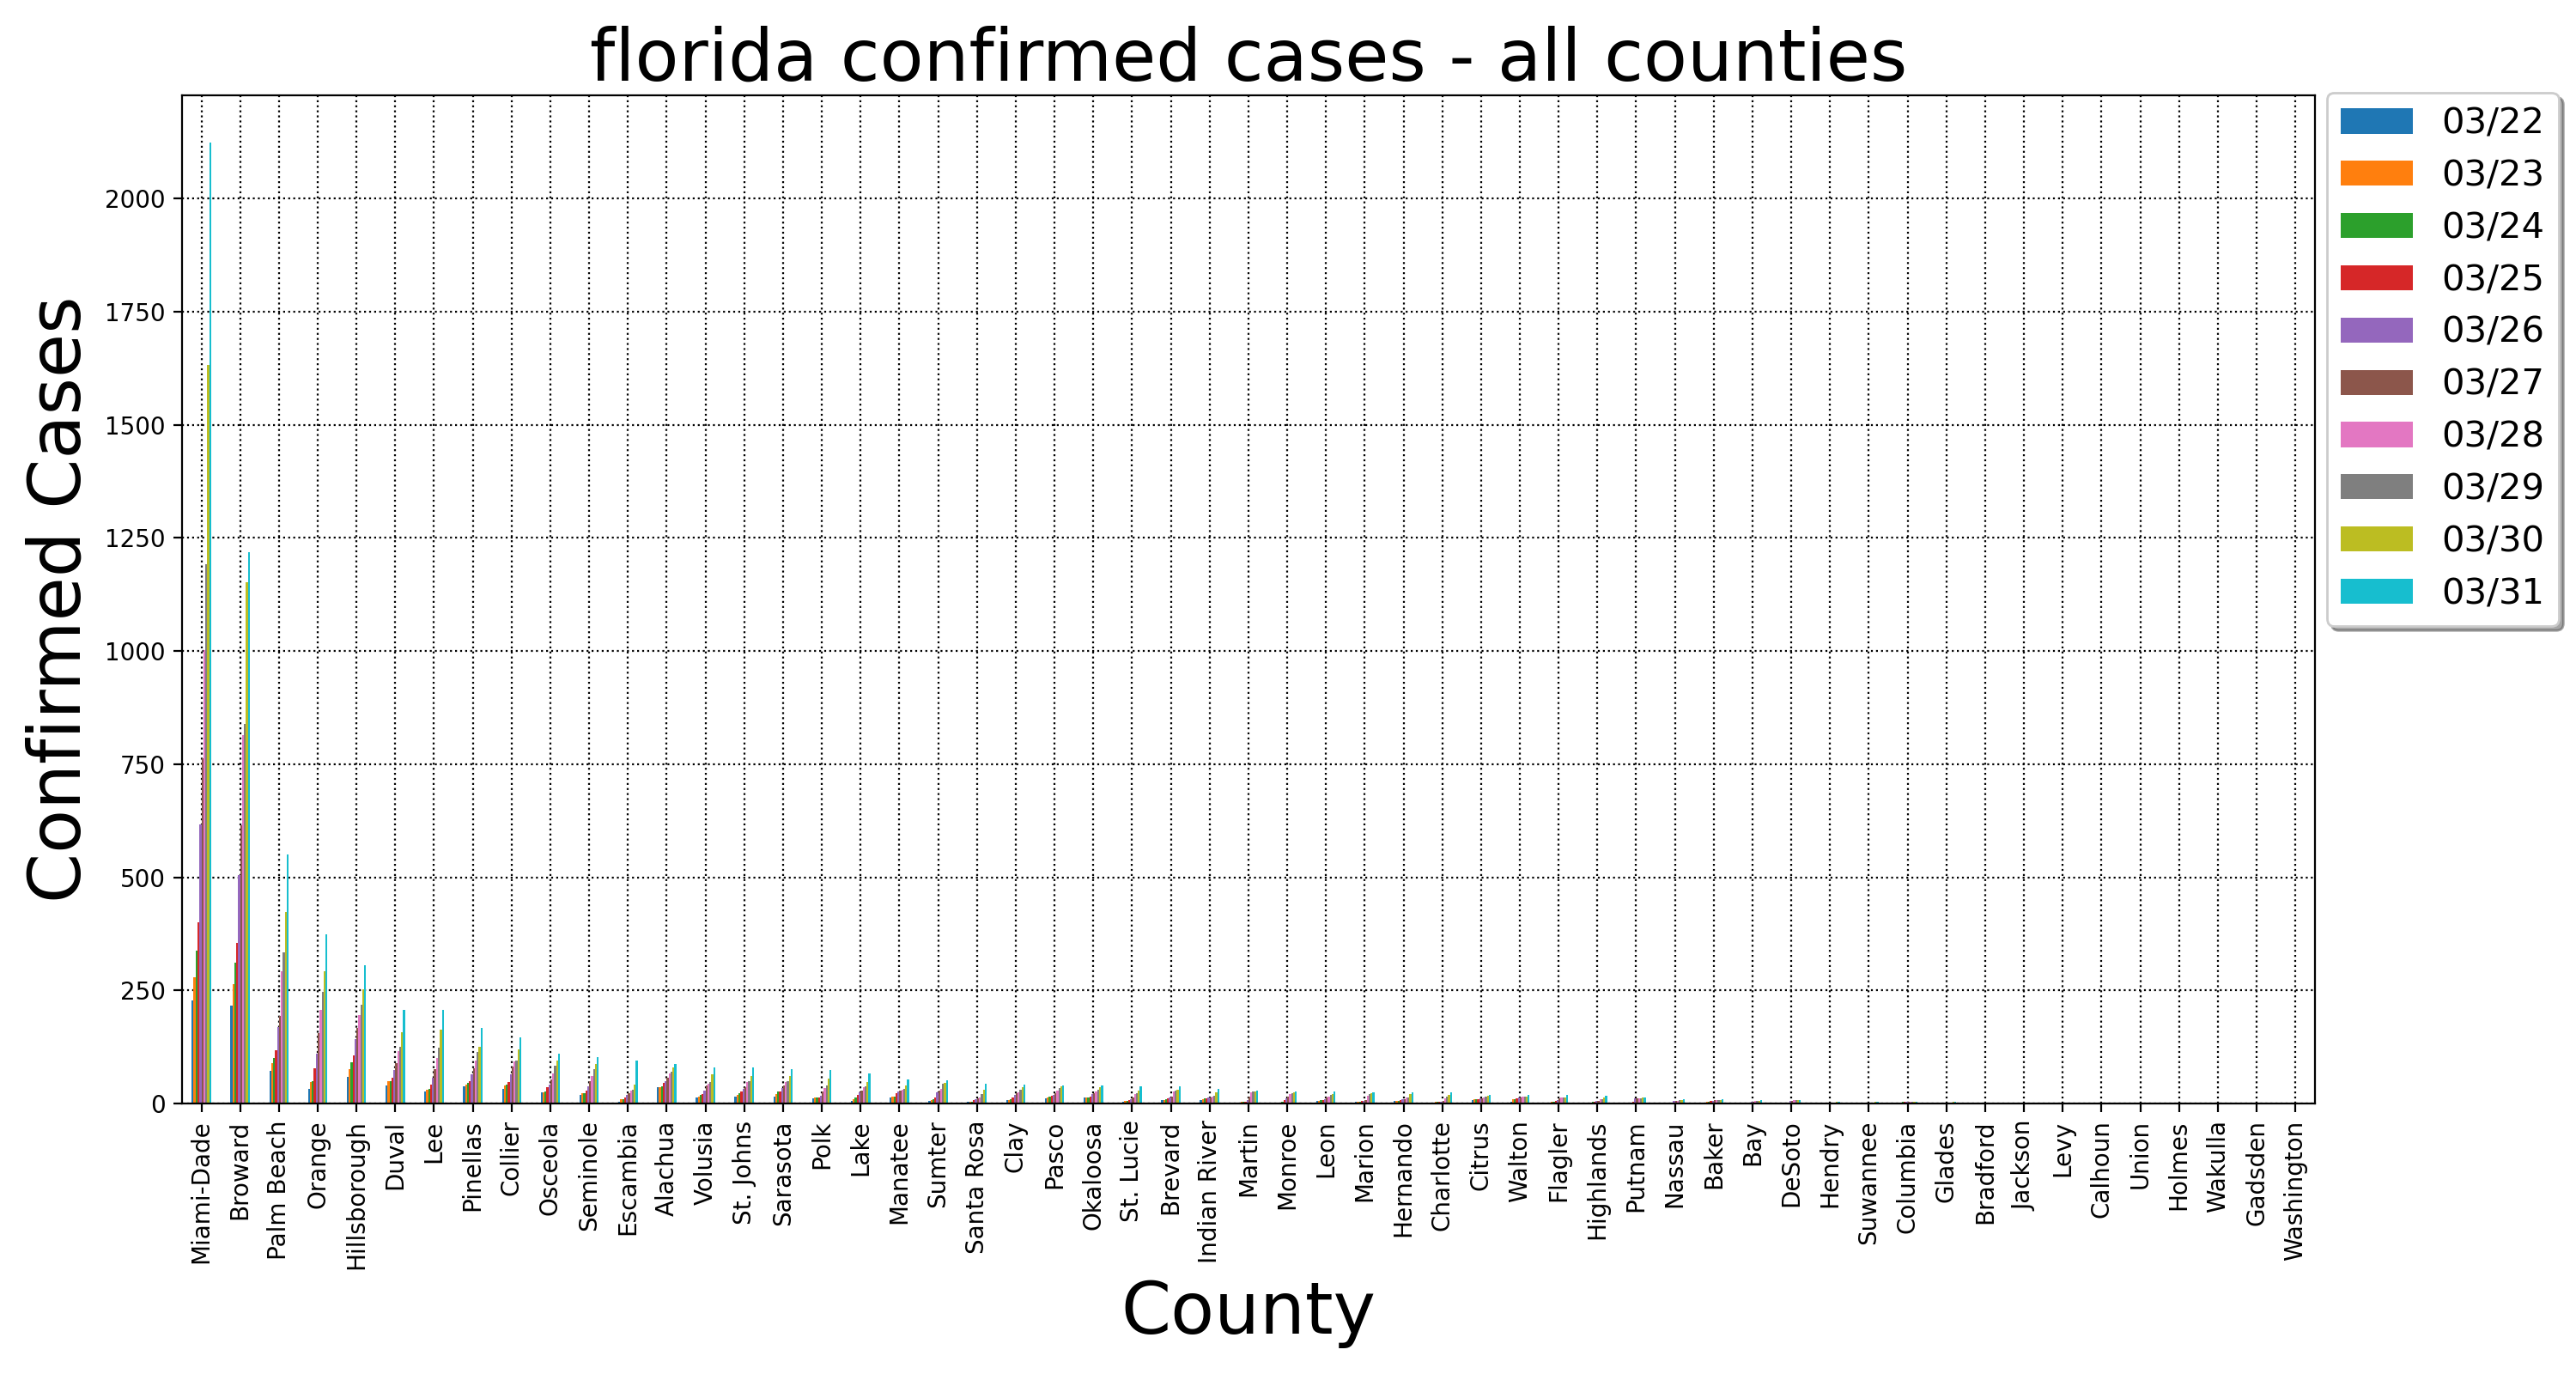 florida confirmed cases - all counties
Confirmed Cases
2000
1750
1500
1250
1000
750
500
250
0
Miami-Dade
Broward
Palm Beach
Orange
Hillsborough
Duval
Lee
Pinellas
Collier
Osceola
Seminole
Escambia
Alachua
Volusia
St. Johns
Sarasota
Polk
Lake
Manatee
Sumter
Santa Rosa
Clay
Pasco
Okaloosa
St. Lucie
Brevard
Indian River
Martin
Monroe
Leon
Marion
Hernando
Charlotte
Citrus
Walton
Flagler
Highlands
Putnam
Nassau
Baker
Bay
DeSoto
Hendry
Suwannee
Columbia
Glades
Bradford
Jackson
Levy
Calhoun
Union
Holmes
Wakulla
Gadsden
Washington
County
03/22
03/23
03/24
03/25
03/26
03/27
03/28
03/29
03/30
03/31